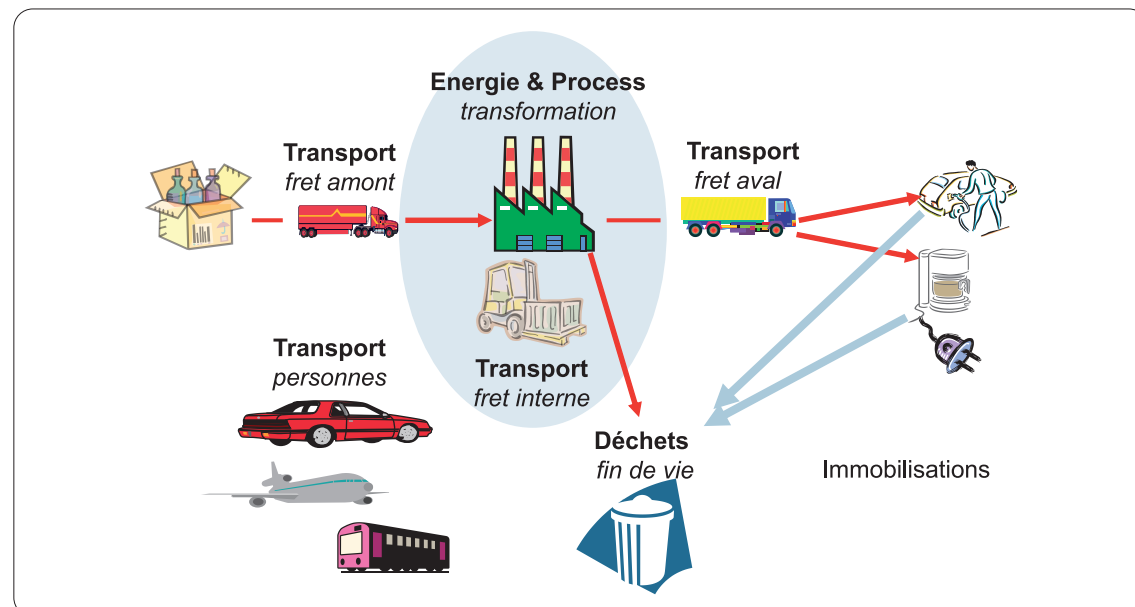 Energie & Process
transformation
Transport
fret amont
Transport
fret aval
Transport
fret interne
Transport
personnes
Déchets
fin de vie
Immobilisations